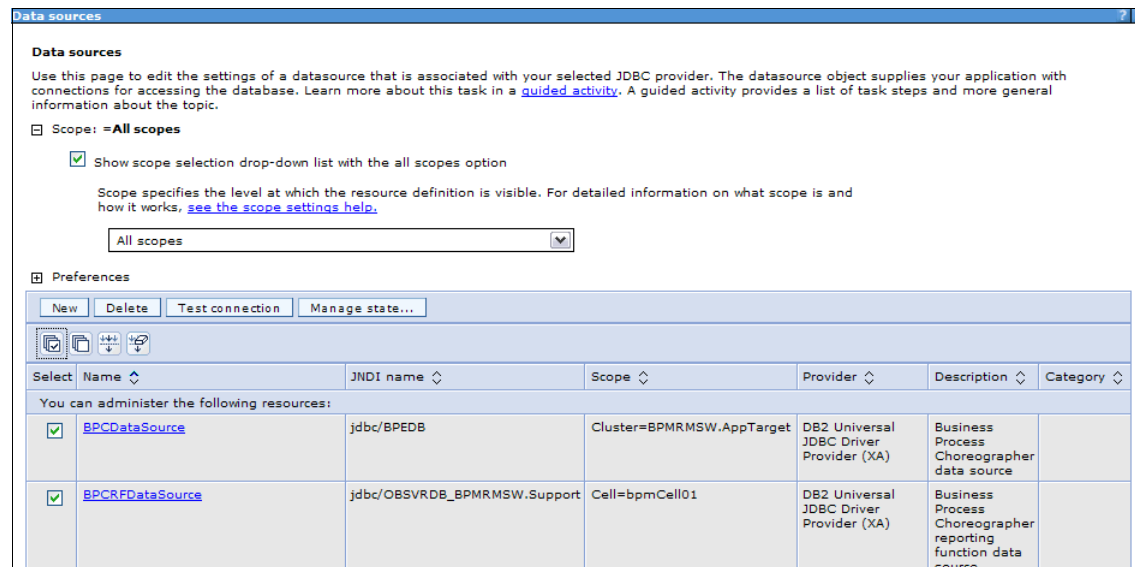 Data sources
?
Data sources
Use this page to edit the settings of a datasource that is associated with your selected JDBC provider. The datasource object supplies your application with
connections for accessing the database. Learn more about this task in a guided activity. A guided activity provides a list of task steps and more general
information about the topic.
Scope: =All scopes
Show scope selection drop-down list with the all scopes option
Scope specifies the level at which the resource definition is visible. For detailed information on what scope is and
how it works, see the scope settings help.
All scopes
Preferences
New Delete Test connection Manage state...
Select Name JNDI name Scope Provider Description Category
You can administer the following resources:
BPCDataSource jdbc/BPEDB Cluster=BPMRMSW.AppTarget DB2 Universal Business
JDBC Driver Process
Provider (XA) Choreographer
data source
BPCRFDataSource jdbc/OBSVRDB_BPMRMSW.Support Cell=bpmCell01 DB2 Universal Business
JDBC Driver Process
Provider (XA) Choreographer
reporting
function data
source